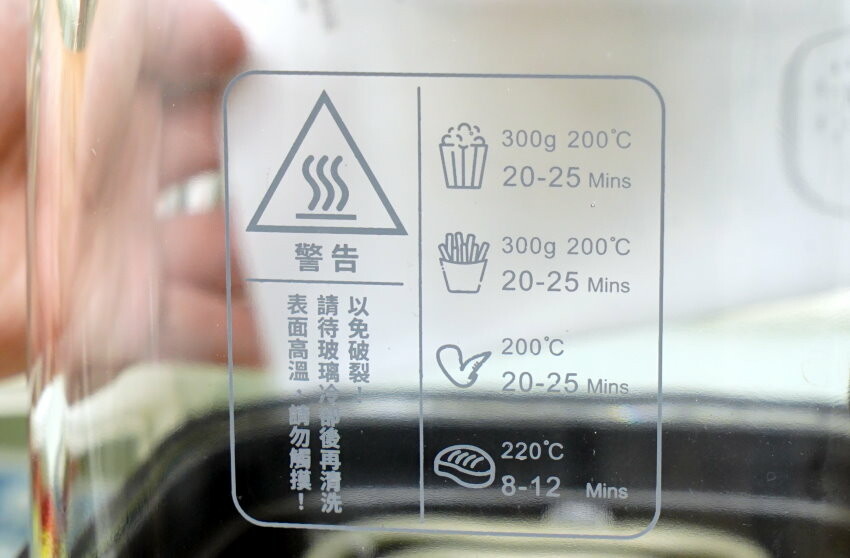 警告
表面高溫，請勿觸摸！
請待玻璃冷卻後再清洗
以免破裂！
300g 200°C
20-25 Mins
300g 200°C
20-25 Mins
200°C
20-25 Mins
220°C
8-12 Mins